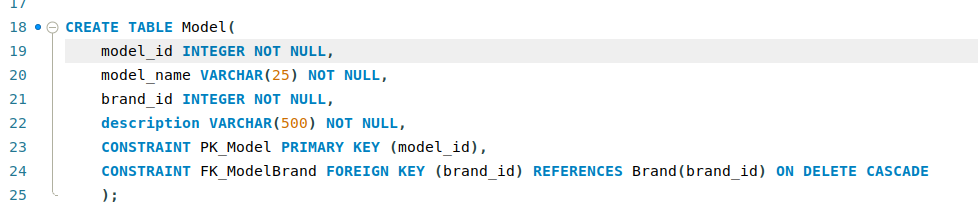 17
18 CREATE TABLE Model(
19 model_id INTEGER NOT NULL,
20 model_name VARCHAR(25) NOT NULL,
21 brand_id INTEGER NOT NULL,
22 description VARCHAR(500) NOT NULL,
23 CONSTRAINT PK_Model PRIMARY KEY (model_id),
24 CONSTRAINT FK_ModelBrand FOREIGN KEY (brand_id) REFERENCES Brand(brand_id) ON DELETE CASCADE
25 );